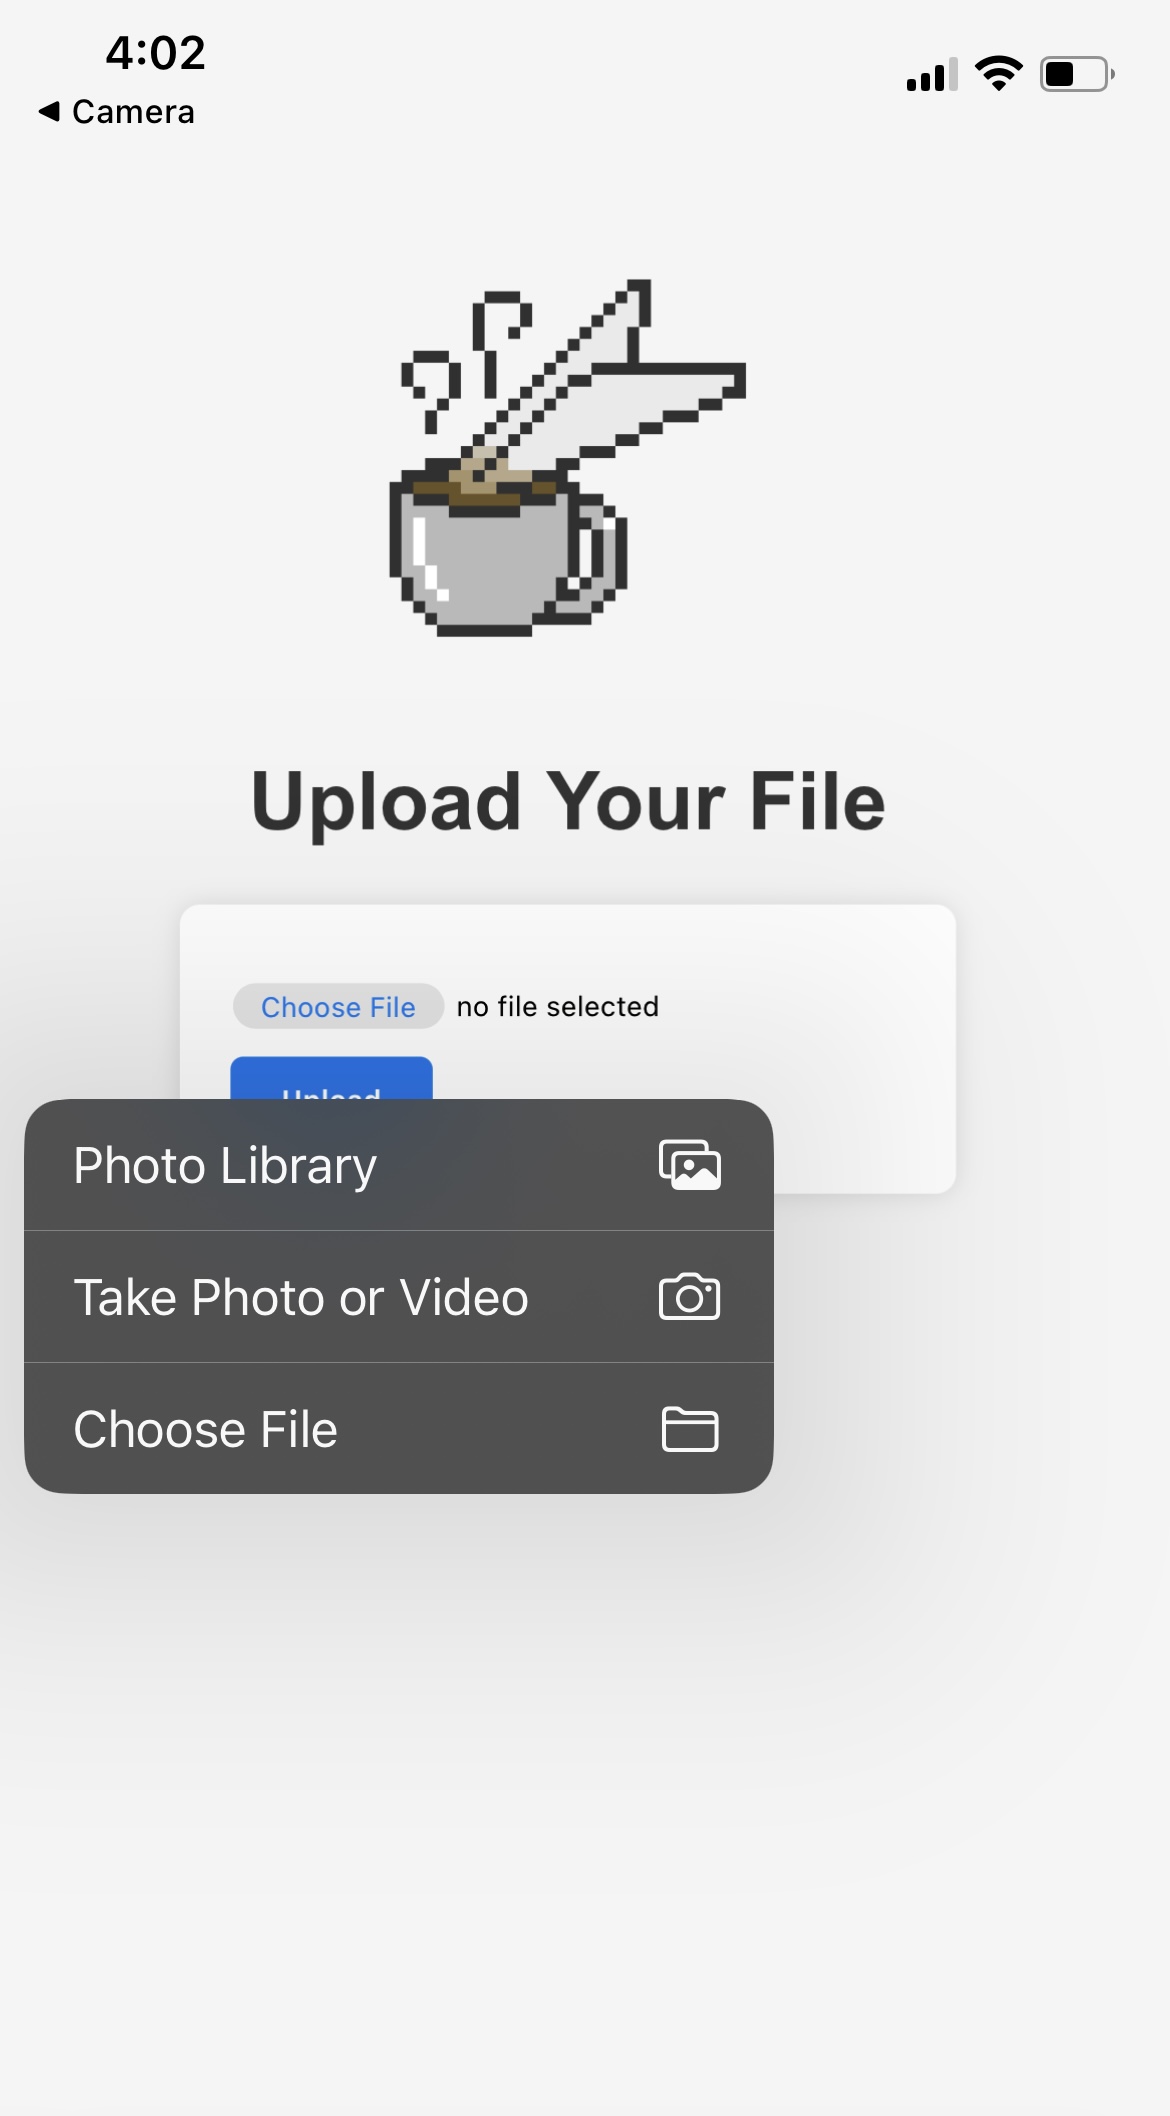 4:02
◀ Camera
Upload Your File
Choose File no file selected
Upload
Photo Library
Take Photo or Video
Choose File